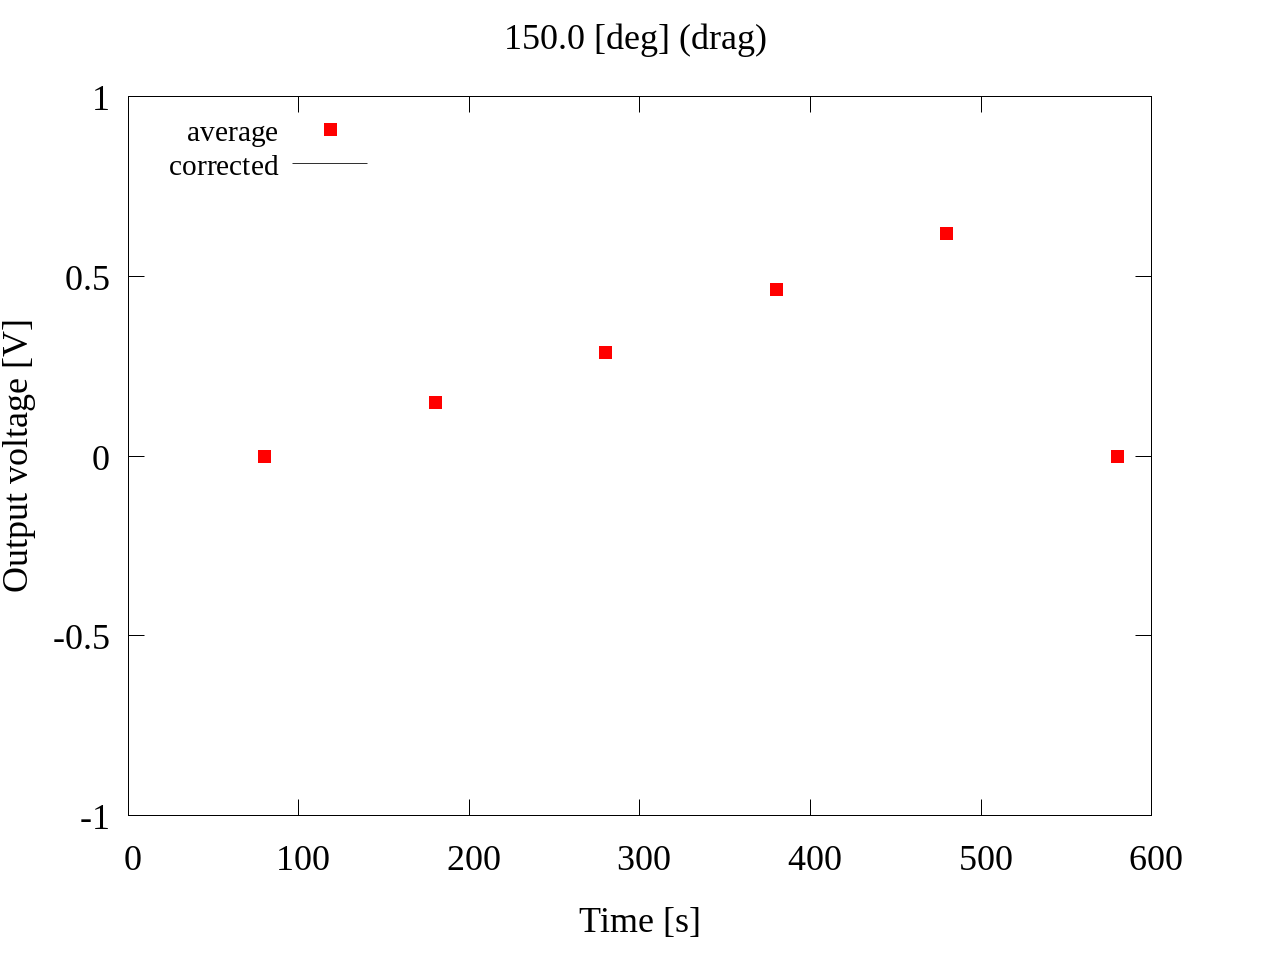 150.0 [deg] (drag)
1
average
corrected
0.5
0
-0.5
-1
Output voltage [V]
0 100 200 300 400 500 600
Time [s]